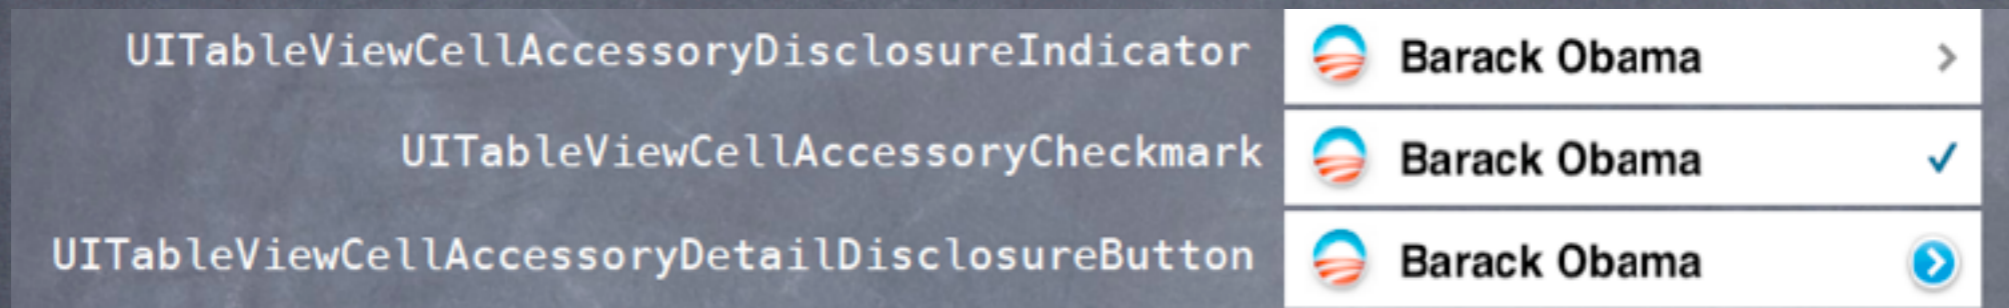 UITableViewCellAccessoryDisclosureIndicator Barack Obama
UITableViewCellAccessoryCheckmark Barack Obama
UITableViewCellAccessoryDetailDisclosureButton Barack Obama